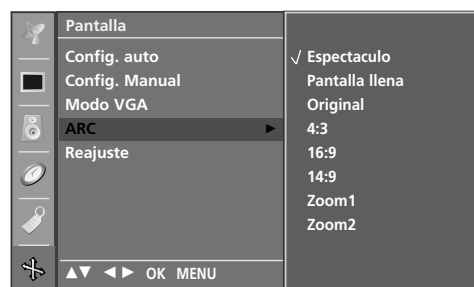 Pantalla
Config. auto
Config. Manual
Modo VGA
ARC ►
Reajuste
▲▼ ◄► OK MENU
√ Espectaculo
Pantalla llena
Original
4:3
16:9
14:9
Zoom1
Zoom2